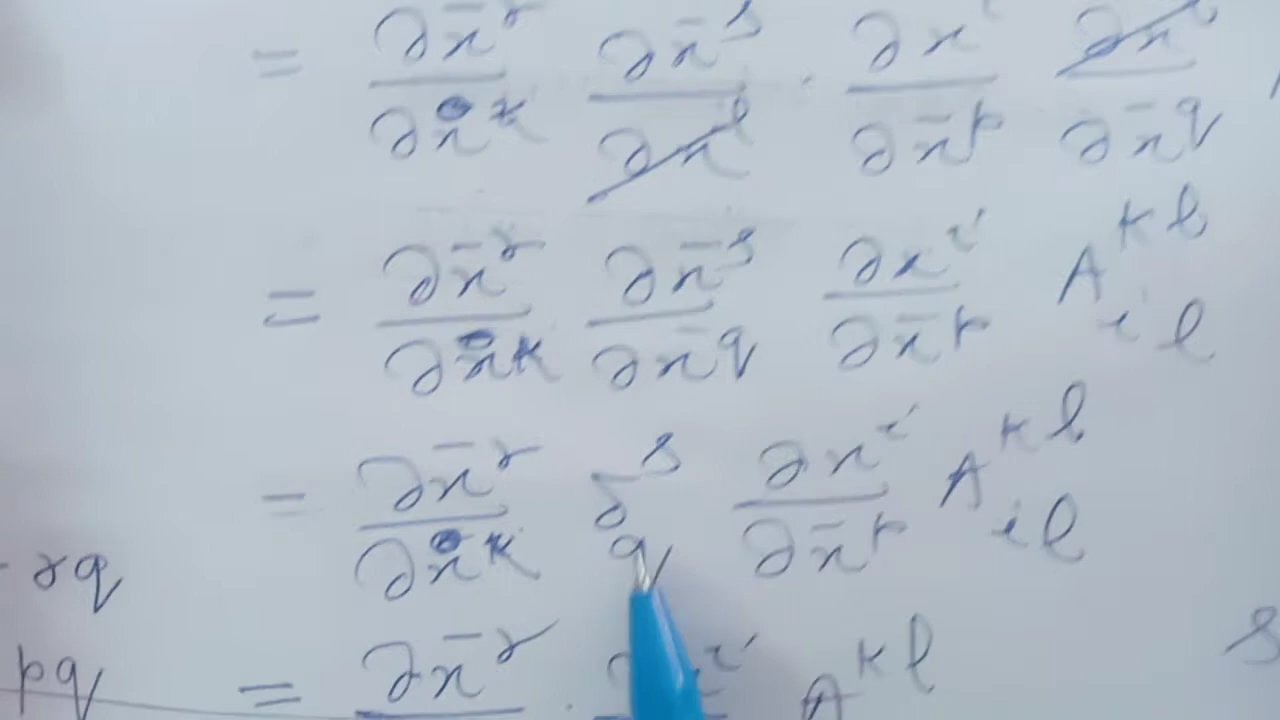 = ∂x̄^r/∂x^k ∂x̄^s/∂x^l · ∂x^i/∂x̄^p ∂x^l/∂x̄^q
= ∂x̄^r/∂x^k ∂x̄^s/∂x̄^q ∂x^i/∂x̄^p A^{kl}_{il}
= ∂x̄^r/∂x^k δ^s_q ∂x^i/∂x̄^p A^{kl}_{il}
rq
pq = ∂x̄^r · x^i A^{kl} s